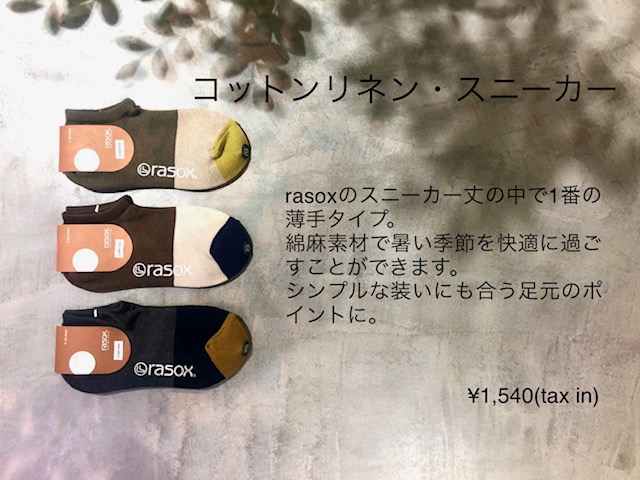 コットンリネン・スニーカー
rasox
rasox.
rasoxのスニーカー丈の中で1番の
薄手タイプ。
綿麻素材で暑い季節を快適に過ご
すことができます。
シンプルな装いにも合う足元のポ
イントに。
rasox
rasox.
rasox
rasox.
¥1,540(tax in)